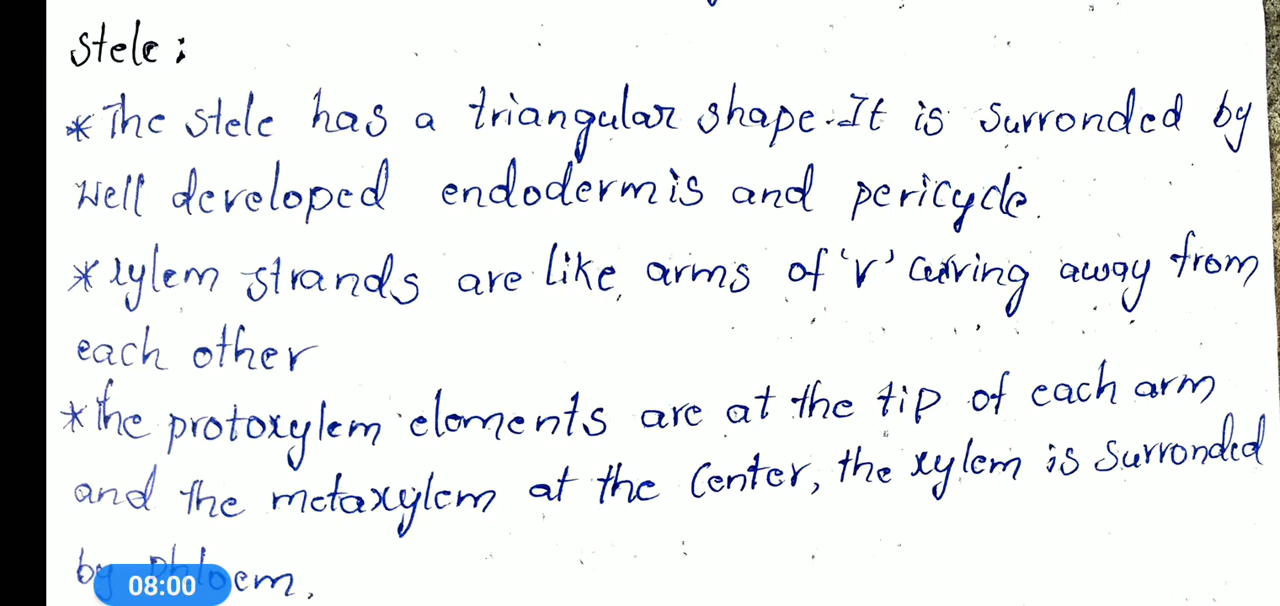 stele:
* The stele has a triangular shape. It is surronded by
well developed endodermis and pericycle.
* xylem strands are like arms of 'v' curving away from
each other
* the protoxylem elements are at the tip of each arm
and the metaxylem at the center, the xylem is surronded
by phloem.
08:00